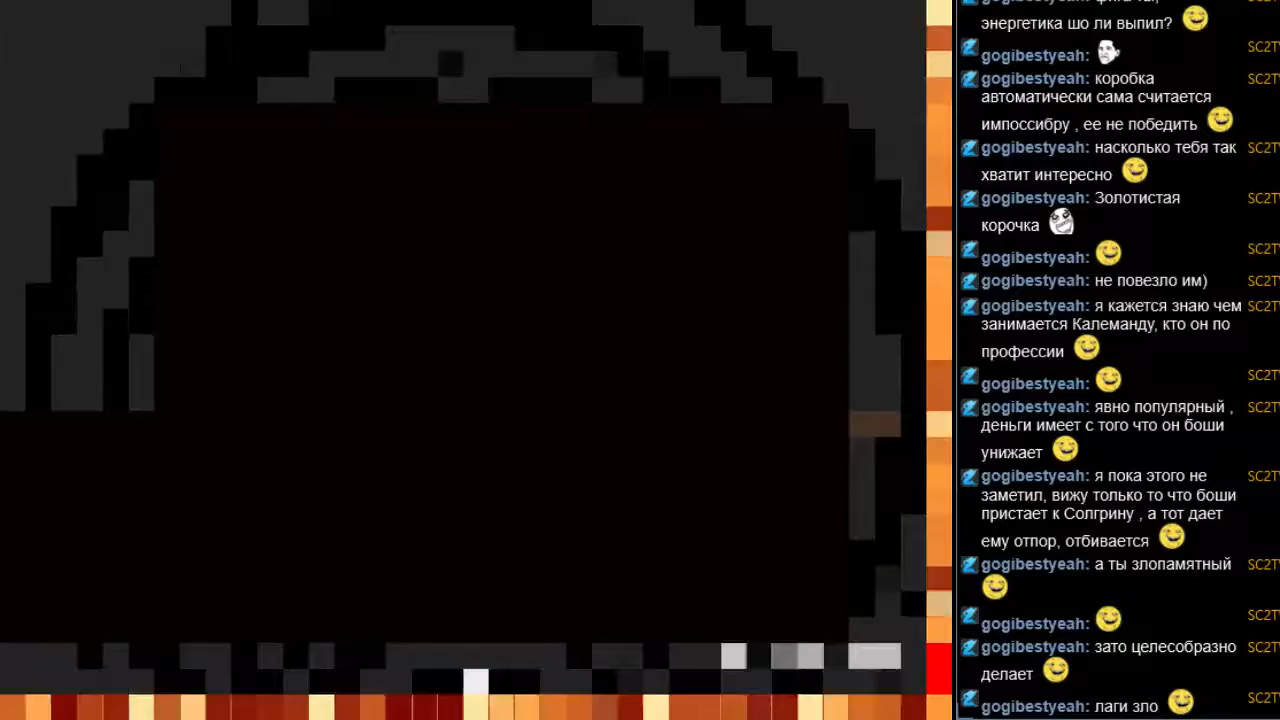 энергетика шо ли выпил?
gogibestyeah:
SC2T
gogibestyeah: коробка
SC2T
автоматически сама считается
импоссибру , ее не победить
gogibestyeah: насколько тебя так
SC2T
хватит интересно
gogibestyeah: Золотистая
SC2T
корочка
gogibestyeah:
SC2T
gogibestyeah: не повезло им)
SC2T
gogibestyeah: я кажется знаю чем
SC2T
занимается Калеманду, кто он по
профессии
gogibestyeah:
SC2T
gogibestyeah: явно популярный ,
SC2T
деньги имеет с того что он боши
унижает
gogibestyeah: я пока этого не
SC2T
заметил, вижу только то что боши
пристает к Солгрину , а тот дает
ему отпор, отбивается
gogibestyeah: а ты злопамятный
SC2T
gogibestyeah:
SC2T
gogibestyeah: зато целесобразно
SC2T
делает
gogibestyeah: лаги зло
SC2T